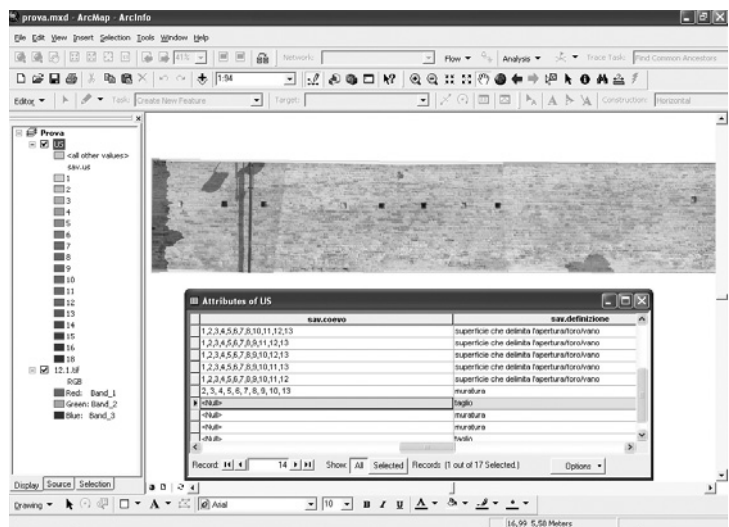 prova.mxd - ArcMap - ArcInfo
File Edit View Insert Selection Tools Window Help
41% Network: Flow Analysis Trace Task: Find Common Ancestors
1:94
Editor Task: Create New Feature Target: Construction: Horizontal
Prova
US
<all other values>
sav.us
1
2
3
4
5
6
7
8
9
10
11
12
13
14
15
16
18
12.1.tif
RGB
Red: Band_1
Green: Band_2
Blue: Band_3
Attributes of US
sav.coevo sav.definizione
1,2,3,4,5,6,7,8,10,11,12,13 superficie che delimita l'apertura/foro/vano
1,2,3,4,5,6,7,8,9,11,12,13 superficie che delimita l'apertura/foro/vano
1,2,3,4,5,6,7,8,9,10,12,13 superficie che delimita l'apertura/foro/vano
1,2,3,4,5,6,7,8,9,10,11,13 superficie che delimita l'apertura/foro/vano
1,2,3,4,5,6,7,8,9,10,11,12 superficie che delimita l'apertura/foro/vano
2, 3, 4, 5, 6, 7, 8, 9, 10, 13 muratura
<Null> taglio
<Null> muratura
<Null> muratura
<Null> taglio
Record: 14 Show: All Selected Records (1 out of 17 Selected.) Options
Display Source Selection
Drawing A Arial 10 B I U A
16,99 5,58 Meters